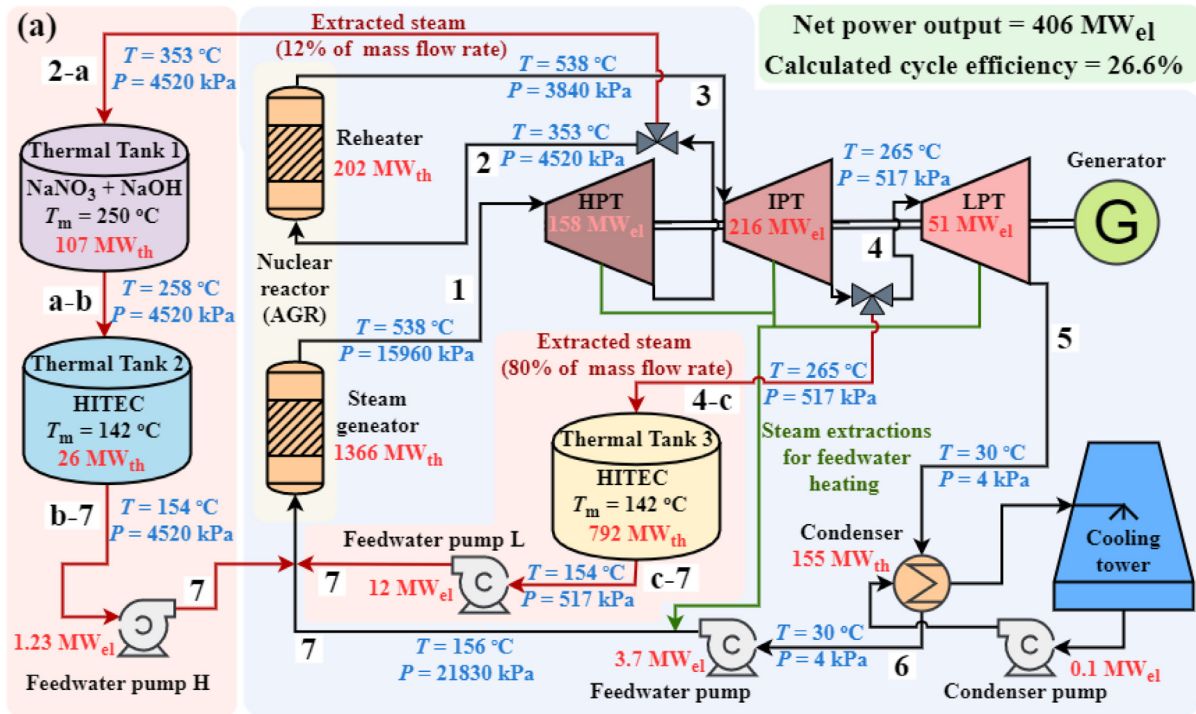 (a)
Extracted steam
(12% of mass flow rate)
Net power output = 406 MWel
Calculated cycle efficiency = 26.6%
2-a
T = 353 °C
P = 4520 kPa
T = 538 °C
P = 3840 kPa
3
Reheater
202 MWth
2
T = 353 °C
P = 4520 kPa
T = 265 °C
P = 517 kPa
Generator
G
Thermal Tank 1
NaNO3 + NaOH
Tm = 250 °C
107 MWth
HPT
158 MWel
IPT
216 MWel
LPT
51 MWel
4
Nuclear
reactor
(AGR)
1
a-b
T = 258 °C
P = 4520 kPa
T = 538 °C
P = 15960 kPa
Extracted steam
(80% of mass flow rate)
5
Thermal Tank 2
HITEC
Tm = 142 °C
26 MWth
Steam
geneator
1366 MWth
4-c
T = 265 °C
P = 517 kPa
Thermal Tank 3
HITEC
Tm = 142 °C
792 MWth
Steam extractions
for feedwater
heating
T = 30 °C
P = 4 kPa
b-7
T = 154 °C
P = 4520 kPa
Condenser
155 MWth
Cooling
tower
Feedwater pump L
12 MWel
C
7
T = 154 °C
P = 517 kPa
c-7
7
C
1.23 MWel
Feedwater pump H
7
T = 156 °C
P = 21830 kPa
3.7 MWel
C
Feedwater
pump
T = 30 °C
P = 4 kPa
6
C
0.1 MWel
Condenser pump